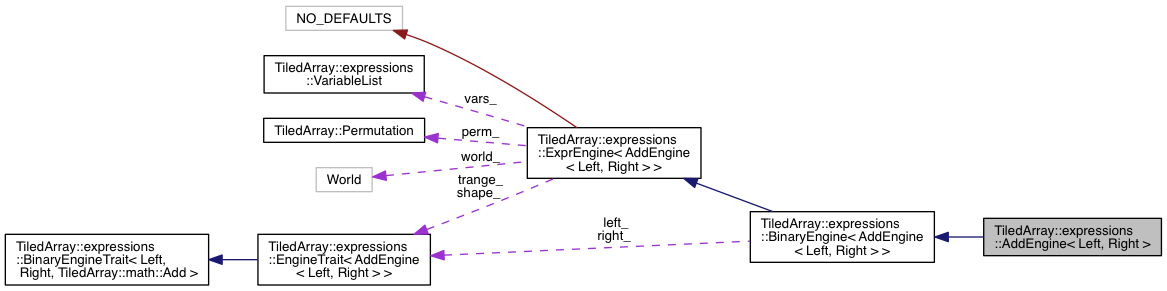 NO_DEFAULTS
TiledArray::expressions
::VariableList
vars_
TiledArray::Permutation
perm_
TiledArray::expressions
::ExprEngine< AddEngine
< Left, Right > >
world_
World
trange_
shape_
left_
right_
TiledArray::expressions
::BinaryEngine< AddEngine
< Left, Right > >
TiledArray::expressions
::AddEngine< Left, Right >
TiledArray::expressions
::BinaryEngineTrait< Left,
Right, TiledArray::math::Add >
TiledArray::expressions
::EngineTrait< AddEngine
< Left, Right > >